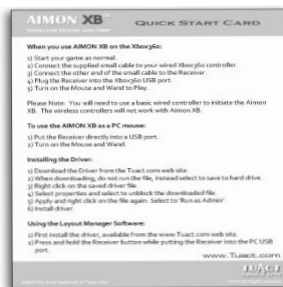 AIMON XB™
QUICK START CARD
When you use AIMON XB on the Xbox360:
1) Start your game as normal.
2) Connect the supplied small cable to your wired Xbox360 controller.
3) Connect the other end of the small cable to the Receiver.
4) Plug the Receiver into the Xbox360 USB port.
5) Turn on the Mouse and Wand to Play.
Please Note: You will need to use a basic wired controller to initiate the Aimon
XB. The wireless controllers will not work with Aimon XB.
To use the AIMON XB as a PC mouse:
1) Put the Receiver directly into a USB port.
2) Turn on the Mouse and Wand.
Installing the Driver:
1) Download the Driver from the Tuact.com web site.
2) When downloading, do not run the file, instead select to save to hard drive.
3) Right click on the saved driver file.
4) Select properties and select to unblock the downloaded file.
5) Apply and right click on the file again. Select to 'Run as Admin'.
6) Install driver.
Using the Layout Manager Software:
1) First install the driver, available from the www.Tuact.com web site.
2) Press and hold the Receiver button while putting the Receiver into the PC USB
port.
www.Tuact.com
TUACT